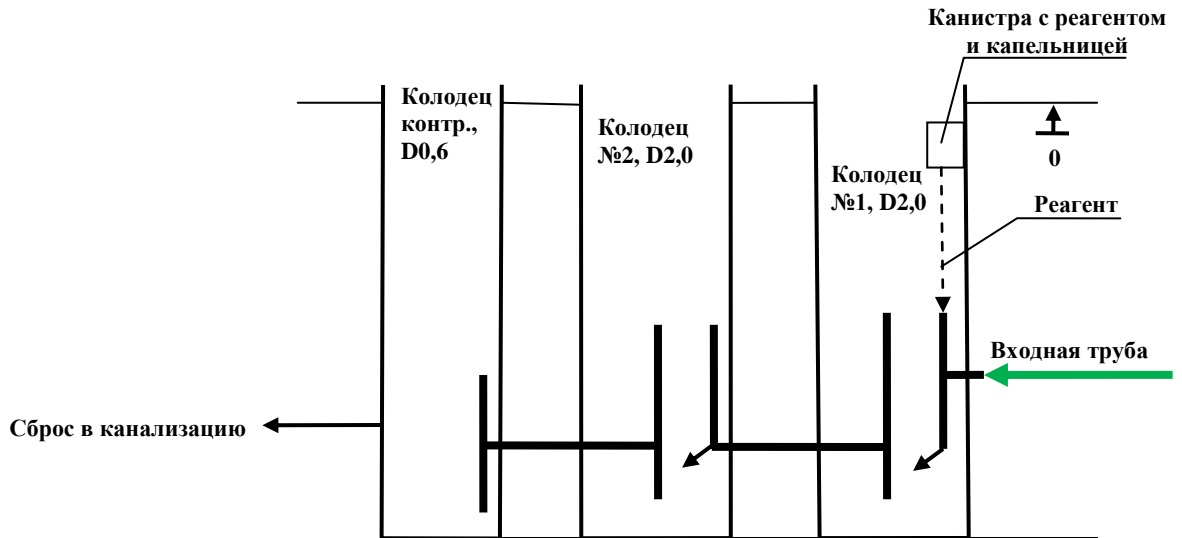 Канистра с реагентом
и капельницей
Колодец
контр.,
D0,6
Колодец
№2, D2,0
Колодец
№1, D2,0
0
Реагент
Входная труба
Сброс в канализацию